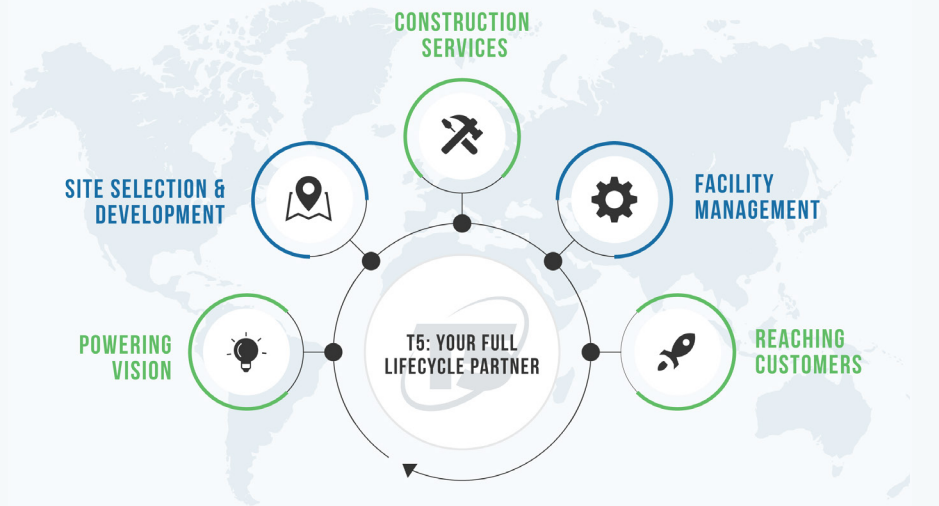 CONSTRUCTION
SERVICES
SITE SELECTION &
DEVELOPMENT
FACILITY
MANAGEMENT
POWERING
VISION
T5: YOUR FULL
LIFECYCLE PARTNER
REACHING
CUSTOMERS